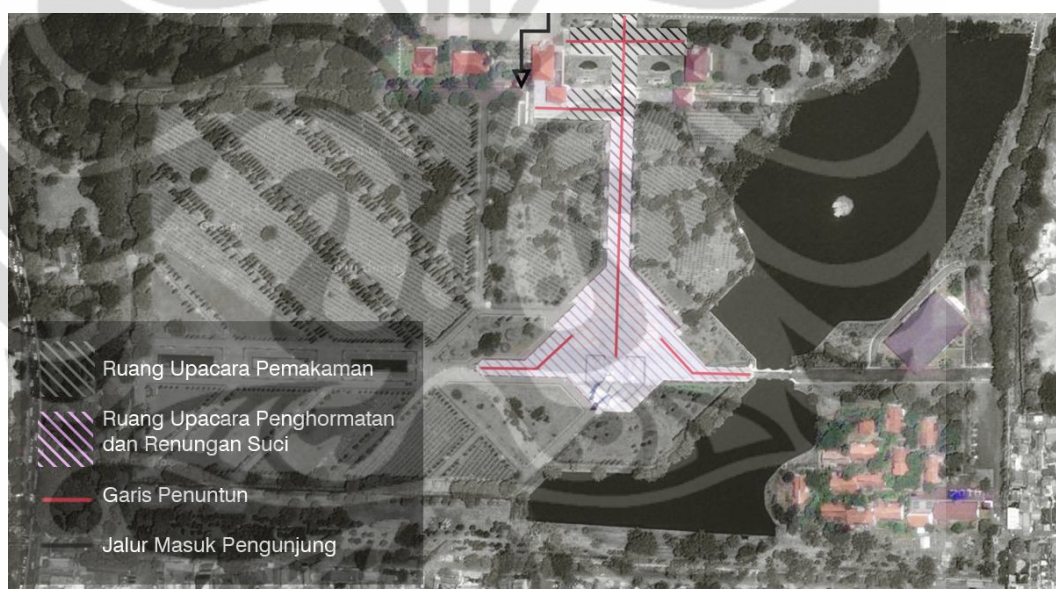 Ruang Upacara Pemakaman
Ruang Upacara Penghormatan
dan Renungan Suci
Garis Penuntun
Jalur Masuk Pengunjung